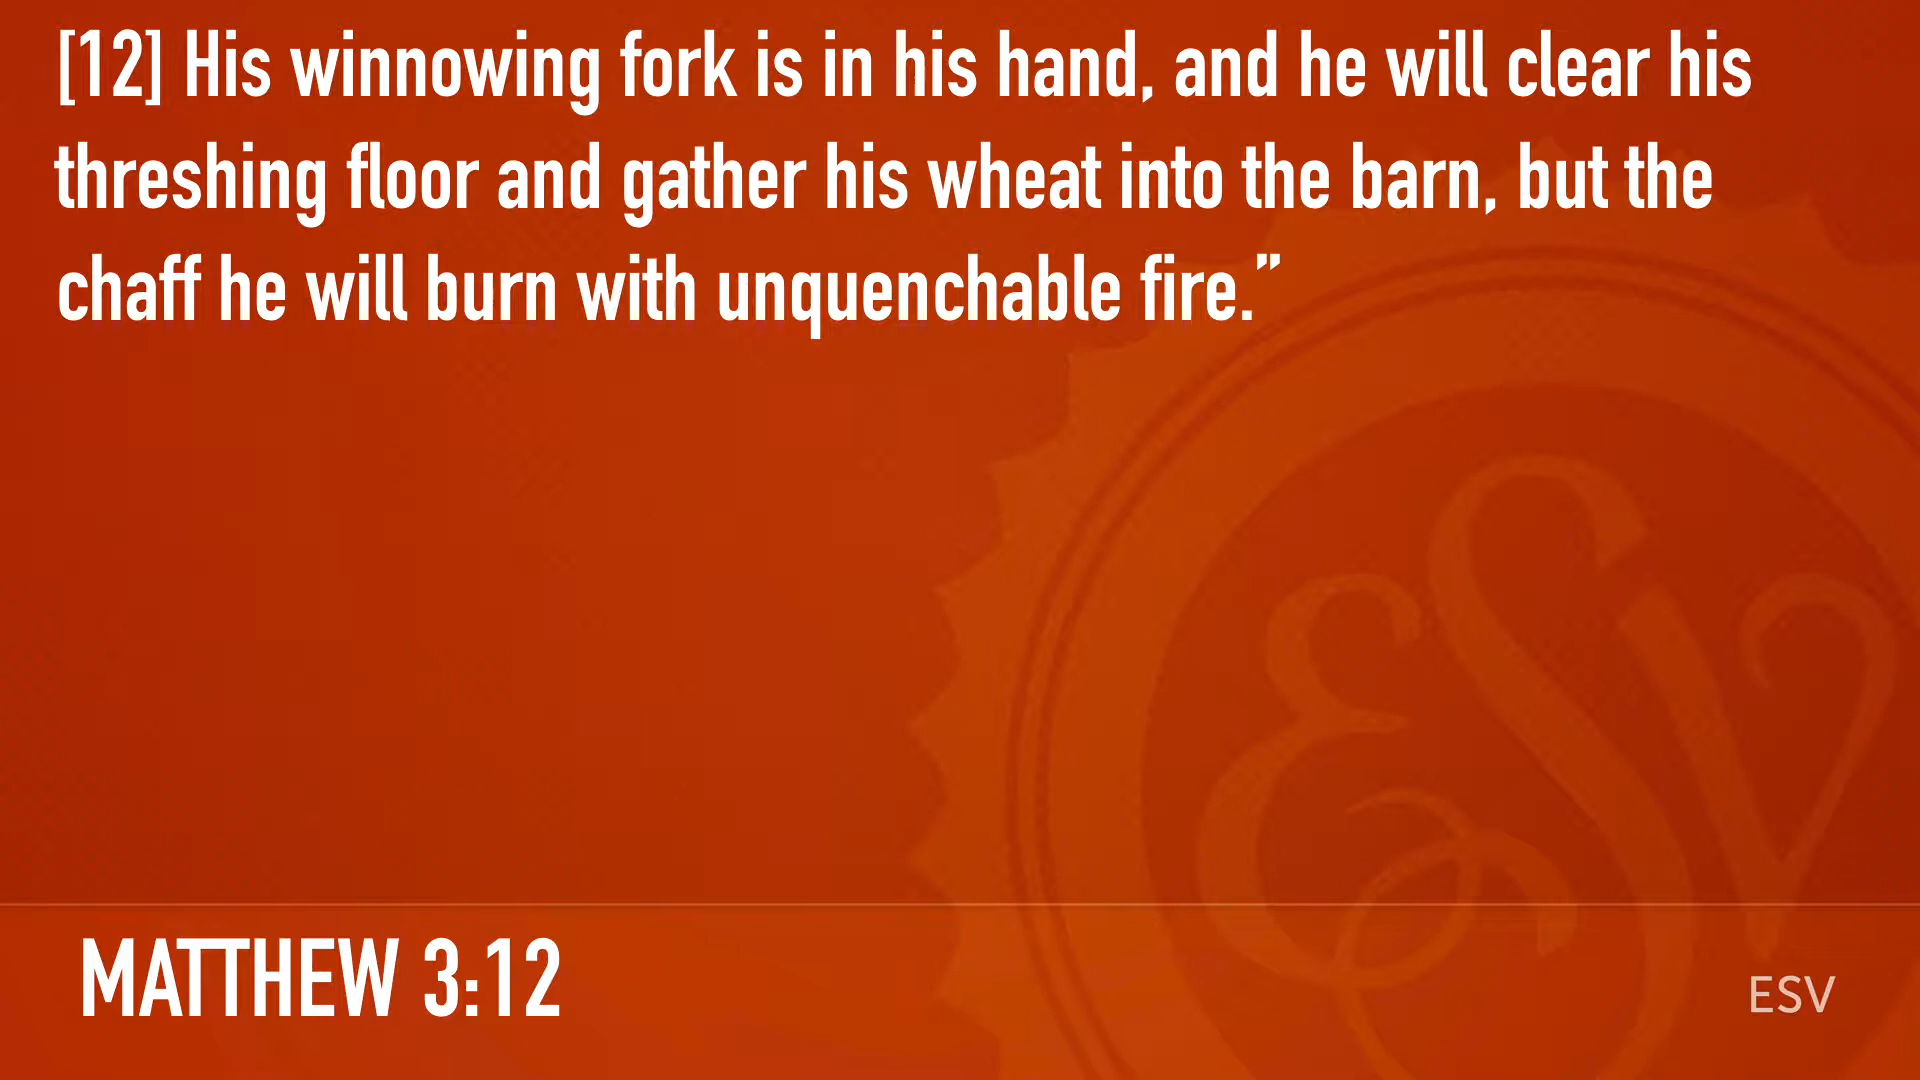 [12] His winnowing fork is in his hand, and he will clear his
threshing floor and gather his wheat into the barn, but the
chaff he will burn with unquenchable fire.”
MATTHEW 3:12
ESV
ESV